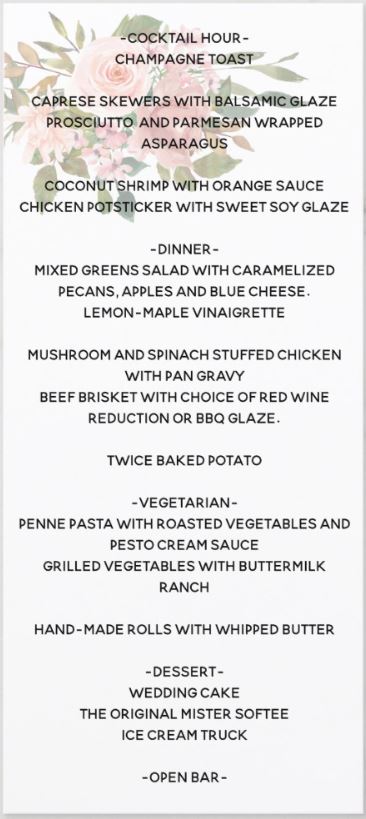 -COCKTAIL HOUR-
CHAMPAGNE TOAST
CAPRESE SKEWERS WITH BALSAMIC GLAZE
PROSCIUTTO AND PARMESAN WRAPPED
ASPARAGUS
COCONUT SHRIMP WITH ORANGE SAUCE
CHICKEN POTSTICKER WITH SWEET SOY GLAZE
-DINNER-
MIXED GREENS SALAD WITH CARAMELIZED
PECANS, APPLES AND BLUE CHEESE.
LEMON-MAPLE VINAIGRETTE
MUSHROOM AND SPINACH STUFFED CHICKEN
WITH PAN GRAVY
BEEF BRISKET WITH CHOICE OF RED WINE
REDUCTION OR BBQ GLAZE.
TWICE BAKED POTATO
-VEGETARIAN-
PENNE PASTA WITH ROASTED VEGETABLES AND
PESTO CREAM SAUCE
GRILLED VEGETABLES WITH BUTTERMILK
RANCH
HAND-MADE ROLLS WITH WHIPPED BUTTER
-DESSERT-
WEDDING CAKE
THE ORIGINAL MISTER SOFTEE
ICE CREAM TRUCK
-OPEN BAR-